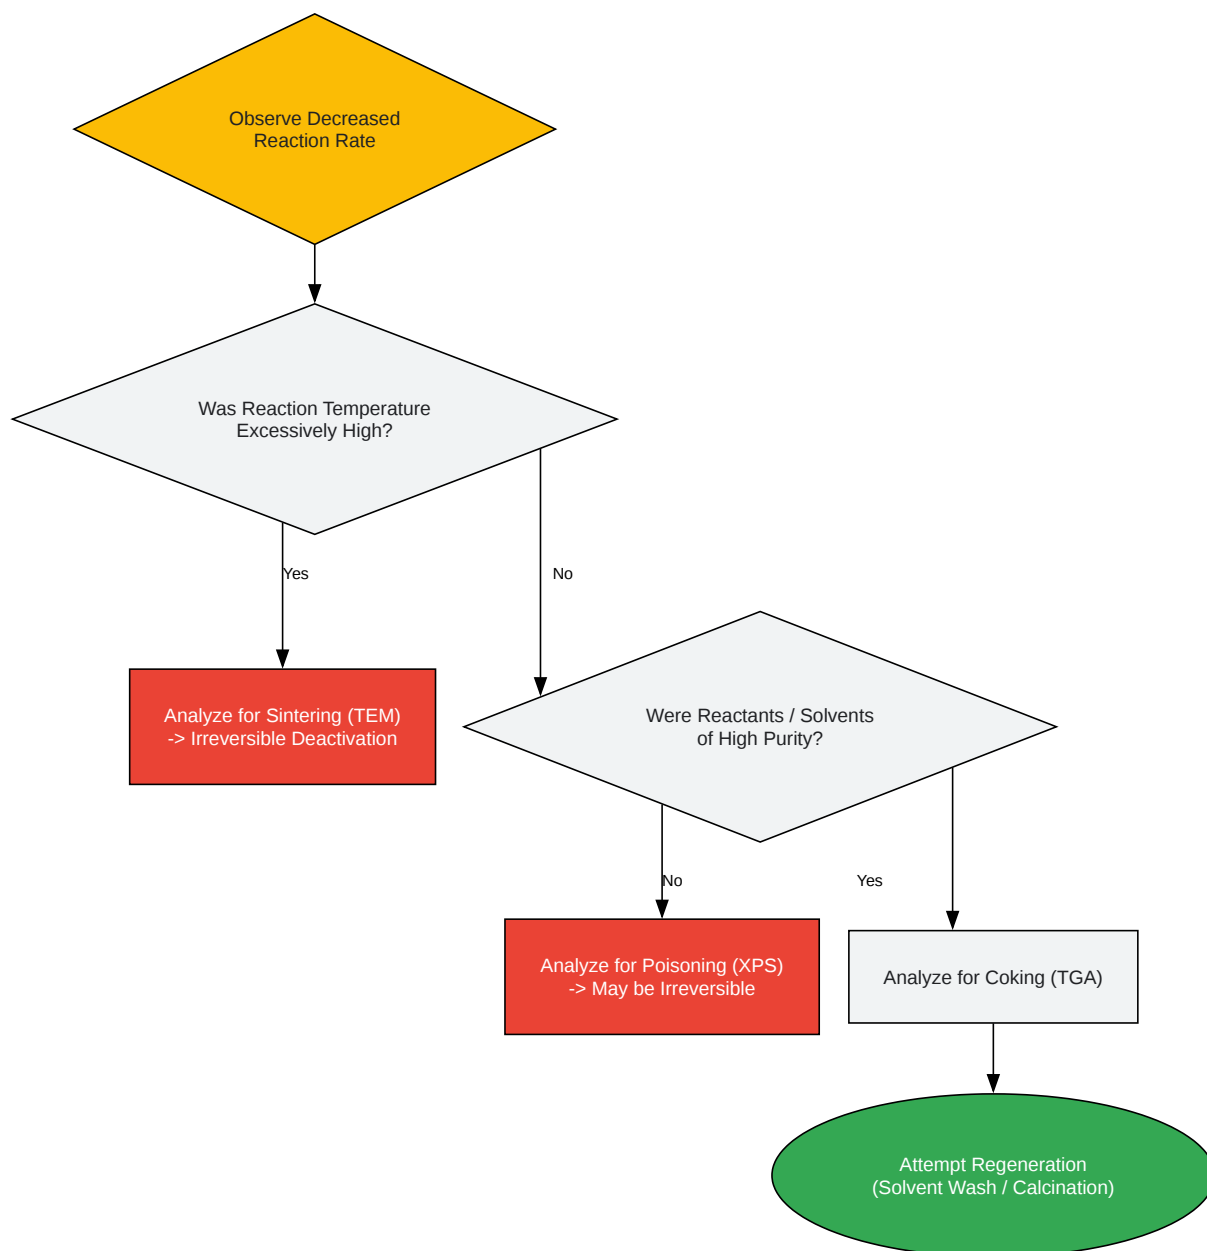 Observe Decreased
Reaction Rate
Was Reaction Temperature
Excessively High?
Yes
No
Analyze for Sintering (TEM)
-> Irreversible Deactivation
Were Reactants / Solvents
of High Purity?
No
Yes
Analyze for Poisoning (XPS)
-> May be Irreversible
Analyze for Coking (TGA)
Attempt Regeneration
(Solvent Wash / Calcination)